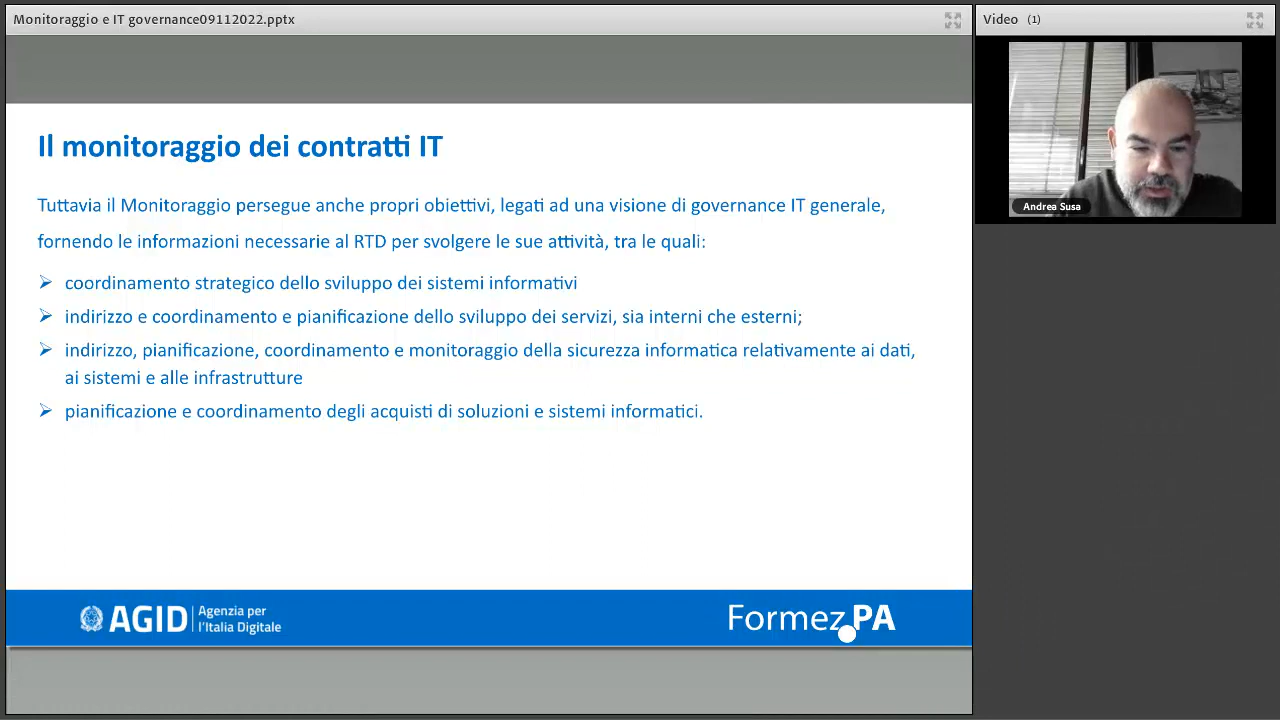 Monitoraggio e IT governance09112022.pptx
Video (1)
Andrea Susa
Il monitoraggio dei contratti IT
Tuttavia il Monitoraggio persegue anche propri obiettivi, legati ad una visione di governance IT generale,
fornendo le informazioni necessarie al RTD per svolgere le sue attività, tra le quali:
coordinamento strategico dello sviluppo dei sistemi informativi
indirizzo e coordinamento e pianificazione dello sviluppo dei servizi, sia interni che esterni;
indirizzo, pianificazione, coordinamento e monitoraggio della sicurezza informatica relativamente ai dati,
ai sistemi e alle infrastrutture
pianificazione e coordinamento degli acquisti di soluzioni e sistemi informatici.
AGID
Agenzia per
l'Italia Digitale
Formez PA